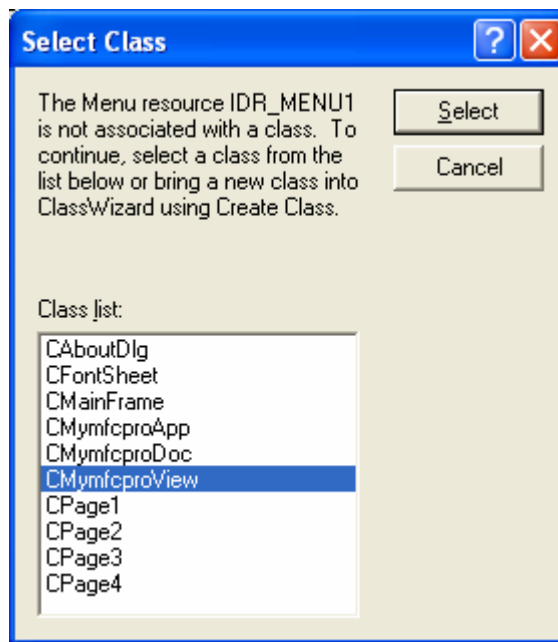 Select Class
The Menu resource IDR_MENU1
is not associated with a class. To
continue, select a class from the
list below or bring a new class into
ClassWizard using Create Class.
Select
Cancel
Class list:
CAboutDlg
CFontSheet
CMainFrame
CMymfcproApp
CMymfcproDoc
CMymfcproView
CPage1
CPage2
CPage3
CPage4